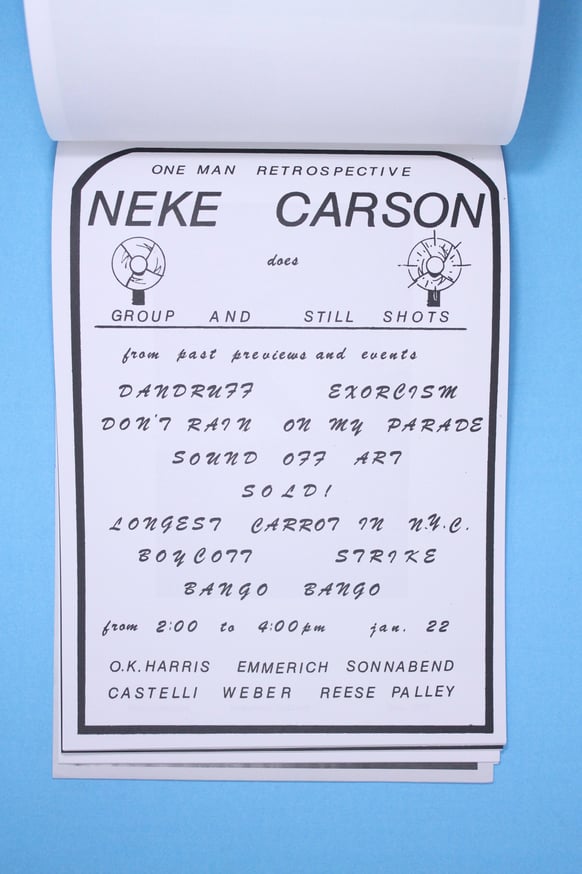 ONE MAN RETROSPECTIVE
NEKE CARSON
does
GROUP AND STILL SHOTS
from past previews and events
DANDRUFF EXORCISM
DON'T RAIN ON MY PARADE
SOUND OFF ART
SOLD!
LONGEST CARROT IN N.Y.C.
BOYCOTT STRIKE
BANGO BANGO
from 2:00 to 4:00pm jan. 22
O.K.HARRIS EMMERICH SONNABEND
CASTELLI WEBER REESE PALLEY